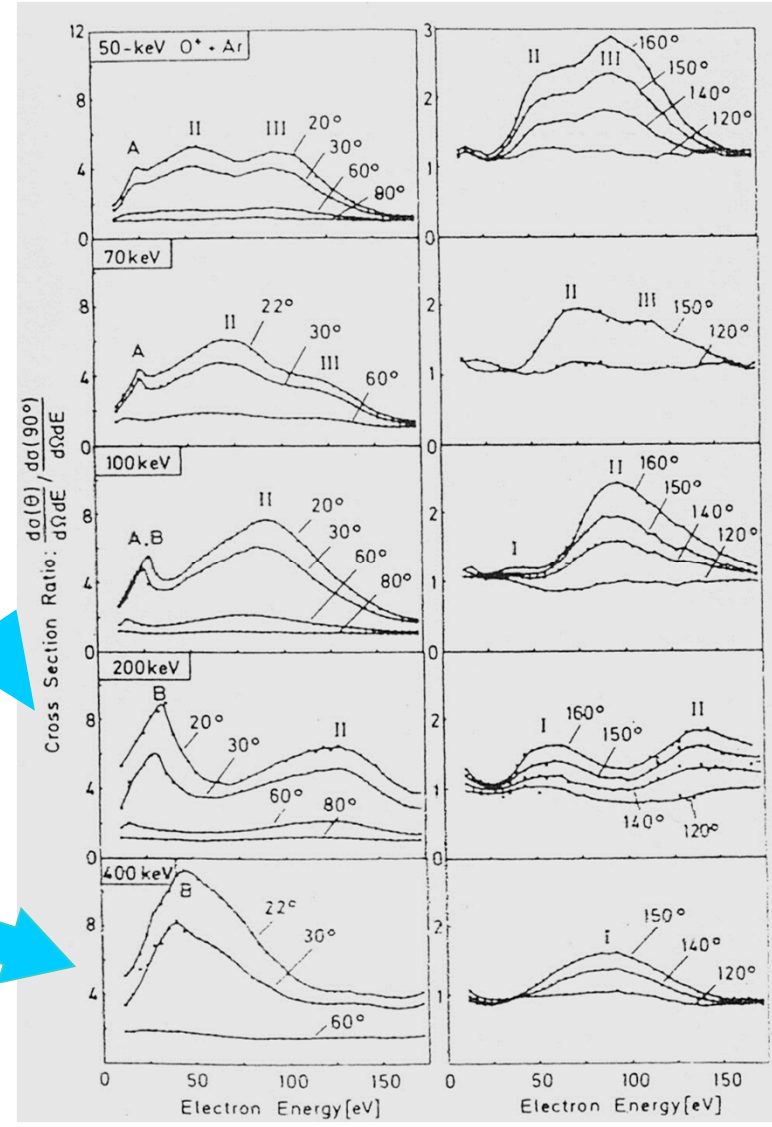 12
50-keV O⁺ + Ar
8
4
0
A
II
III
20°
30°
60°
80°
3
2
1
0
II
III
160°
150°
140°
120°
70keV
8
4
0
A
II
III
22°
30°
60°
2
1
0
II
III
150°
120°
100keV
8
4
0
A,B
II
20°
30°
60°
80°
2
1
0
I
II
160°
150°
140°
120°
200keV
8
4
0
B
II
20°
30°
60°
80°
2
1
0
I
II
160°
150°
140°
120°
400 keV
8
4
B
22°
30°
60°
2
1
I
150°
140°
120°
0 50 100 150
0 50 100 150
Electron Energy[eV]
Electron Energy[eV]
Cross Section Ratio: dσ(θ)/dΩdE / dσ(90°)/dΩdE